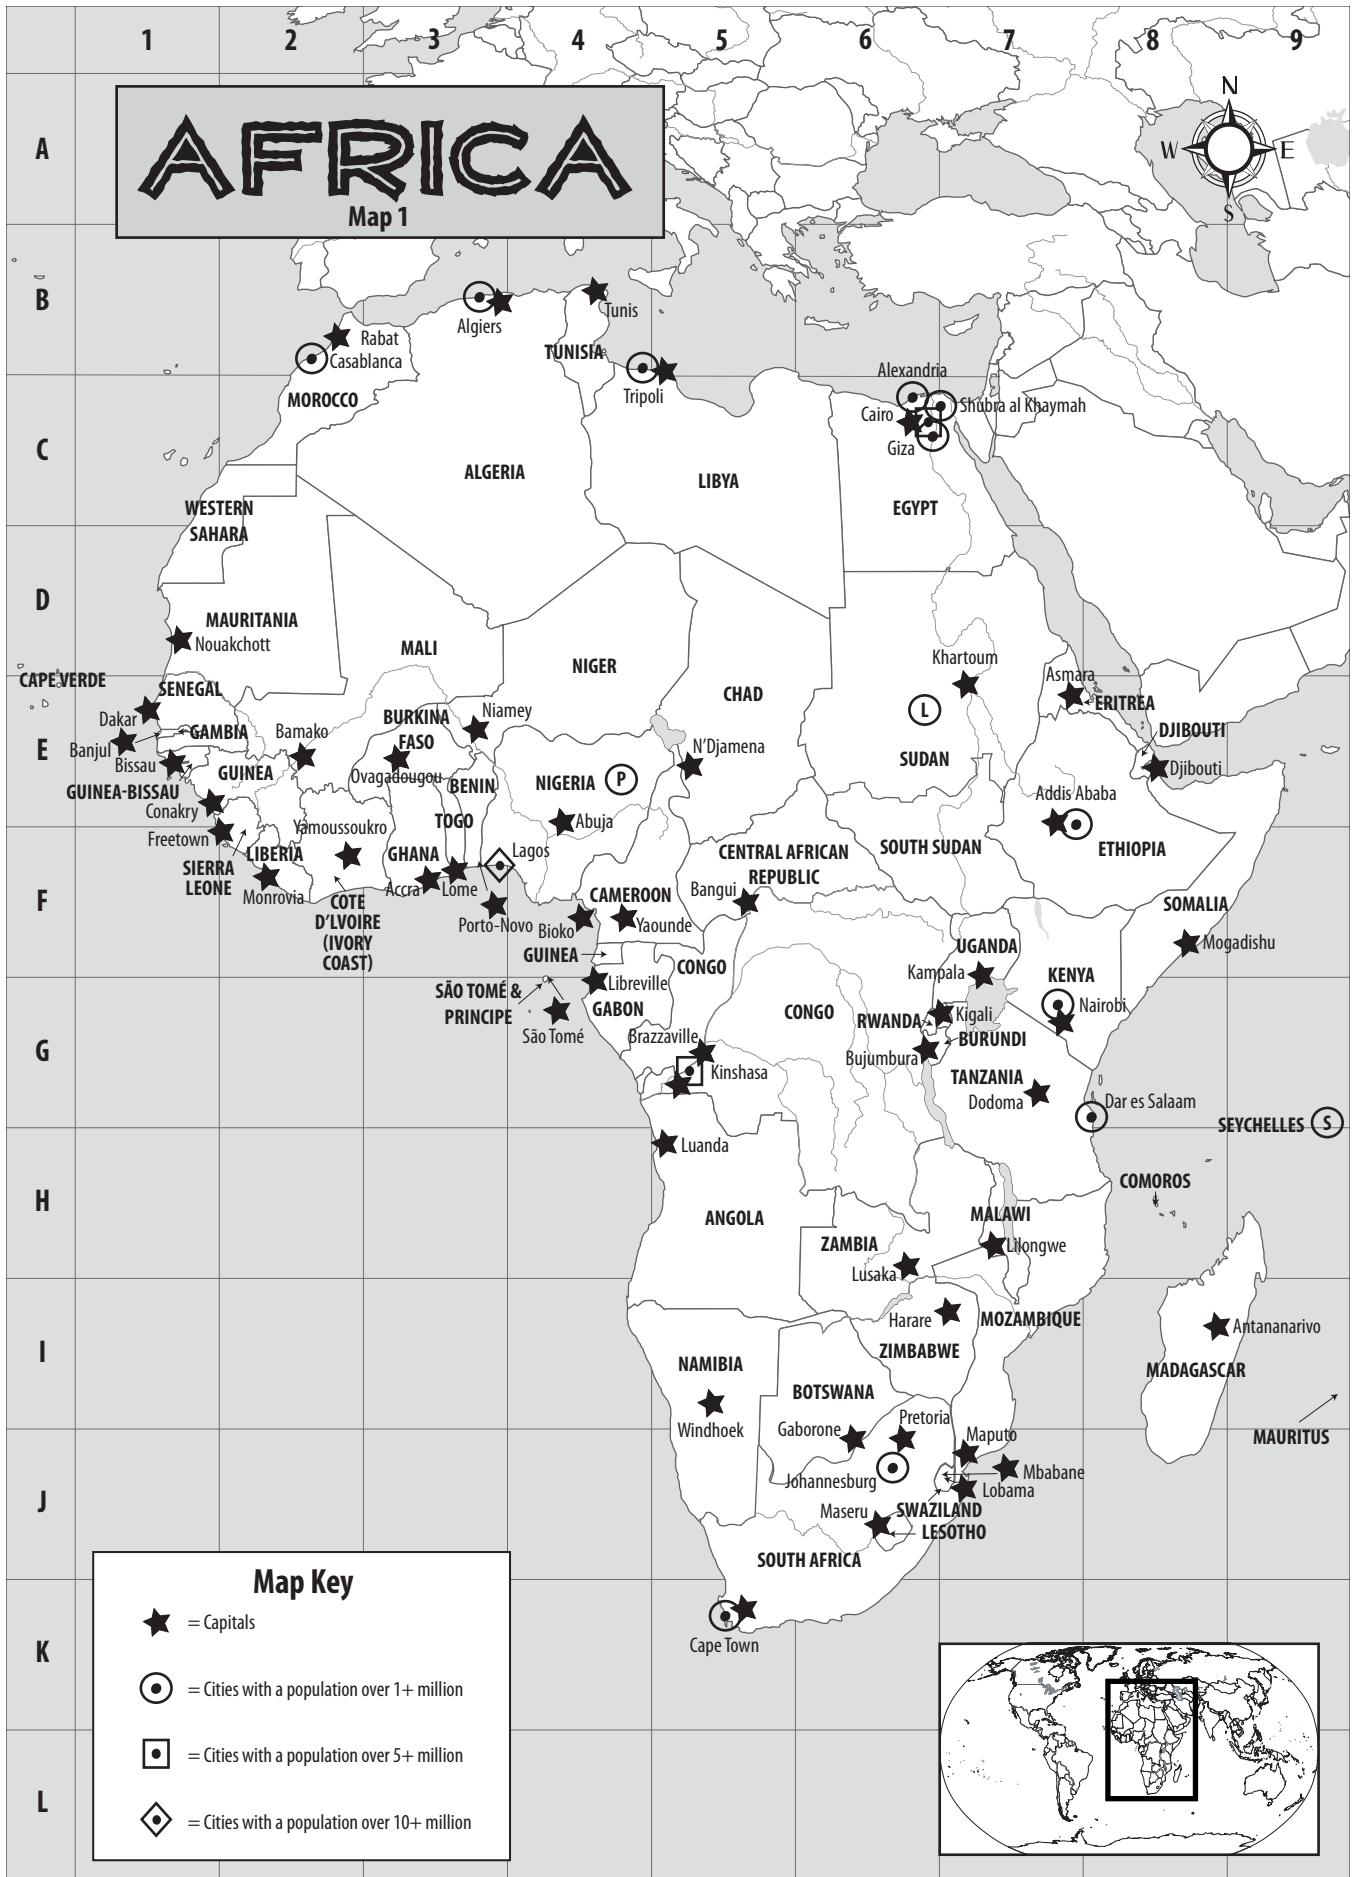 1 2 3 4 5 6 7 8 9
A
B
C
D
E
F
G
H
I
J
K
L
AFRICA
Map 1
N
W E
S
Algiers
Tunis
Rabat
Casablanca
TUNISIA
Tripoli
MOROCCO
Alexandria
Cairo
Shubra al Khaymah
Giza
ALGERIA
LIBYA
EGYPT
WESTERN
SAHARA
MAURITANIA
Nouakchott
MALI
NIGER
CHAD
Khartoum
L
SUDAN
Asmara
ERITREA
CAPE VERDE
SENEGAL
Dakar
GAMBIA
Banjul
Bissau
GUINEA-BISSAU
GUINEA
Conakry
Freetown
SIERRA
LEONE
Bamako
BURKINA
FASO
Ovagadougou
Niamey
BENIN
TOGO
NIGERIA
P
Abuja
N'Djamena
DJIBOUTI
Djibouti
Addis Ababa
ETHIOPIA
Yamoussoukro
LIBERIA
Monrovia
COTE
D'LVOIRE
(IVORY
COAST)
GHANA
Accra
Lome
Lagos
Porto-Novo
CENTRAL AFRICAN
REPUBLIC
Bangui
SOUTH SUDAN
CAMEROON
Yaounde
Bioko
GUINEA
SOMALIA
Mogadishu
UGANDA
Kampala
KENYA
Nairobi
SÃO TOMÉ &
PRINCIPE
São Tomé
Libreville
GABON
CONGO
CONGO
Brazzaville
Kinshasa
RWANDA
Kigali
BURUNDI
Bujumbura
TANZANIA
Dodoma
Dar es Salaam
SEYCHELLES
S
Luanda
ANGOLA
COMOROS
MALAWI
Lilongwe
ZAMBIA
Lusaka
Harare
ZIMBABWE
MOZAMBIQUE
Antananarivo
MADAGASCAR
MAURITUS
NAMIBIA
Windhoek
BOTSWANA
Gaborone
Pretoria
Johannesburg
Maputo
Mbabane
Lobama
SWAZILAND
Maseru
LESOTHO
SOUTH AFRICA
Cape Town
Map Key
= Capitals
= Cities with a population over 1+ million
= Cities with a population over 5+ million
= Cities with a population over 10+ million